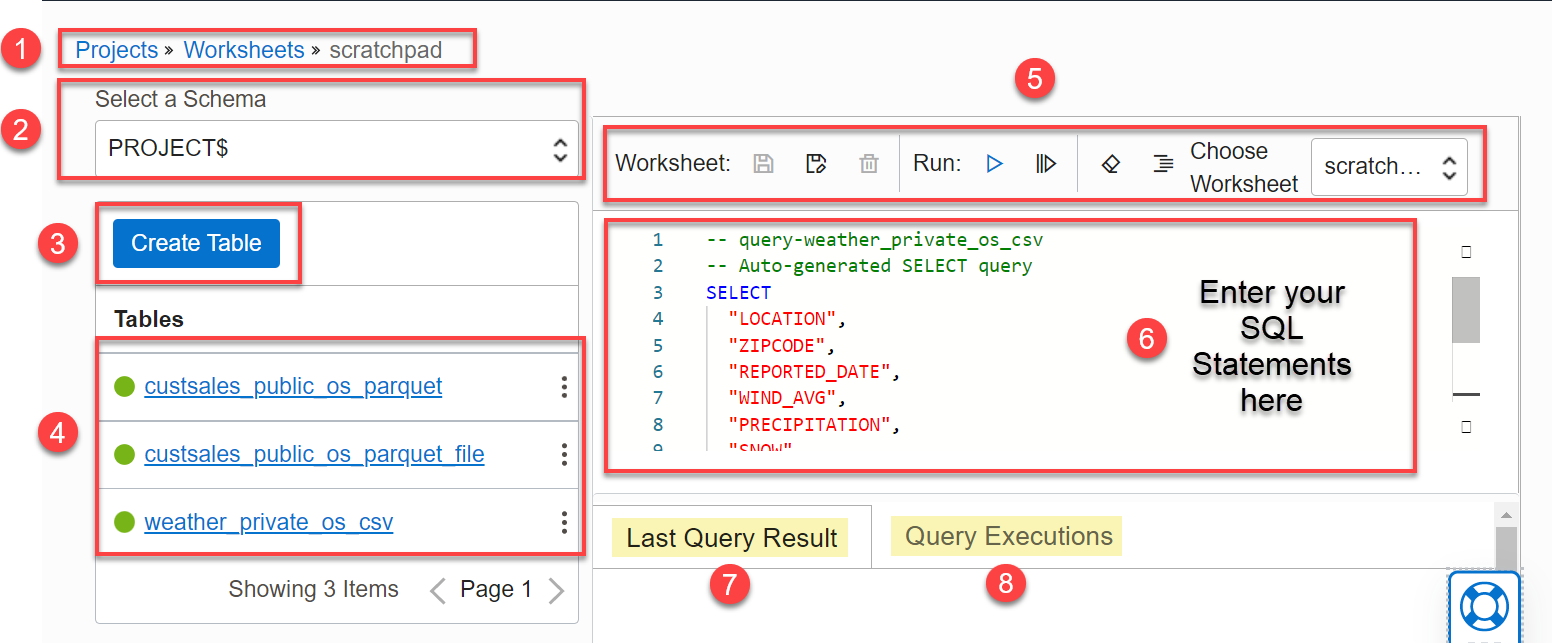 1
Projects » Worksheets » scratchpad
2
Select a Schema
PROJECT$
3
Create Table
Tables
4
custsales_public_os_parquet
custsales_public_os_parquet_file
weather_private_os_csv
Showing 3 Items
Page 1
5
Worksheet:
Run:
Choose
Worksheet
scratch...
1 -- query-weather_private_os_csv
2 -- Auto-generated SELECT query
3 SELECT
4 "LOCATION",
5 "ZIPCODE",
6 "REPORTED_DATE",
7 "WIND_AVG",
8 "PRECIPITATION",
9 "SNOW"
6
Enter your
SQL
Statements
here
Last Query Result
Query Executions
7
8